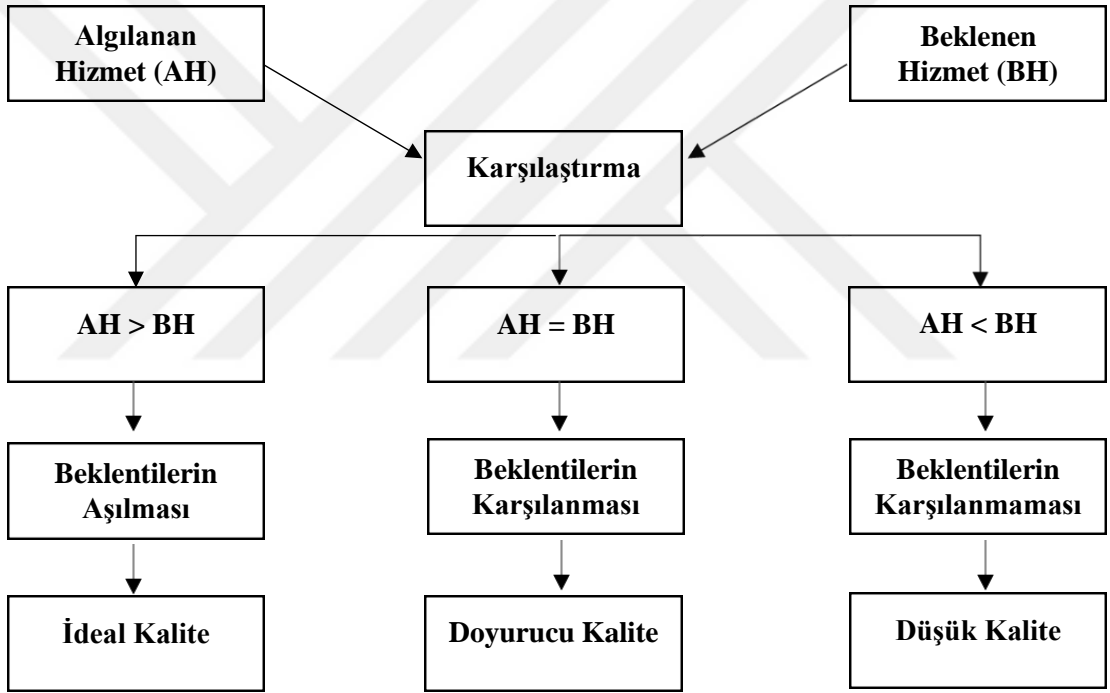 Algılanan
Hizmet (AH)
Beklenen
Hizmet (BH)
Karşılaştırma
AH > BH
AH = BH
AH < BH
Beklentilerin
Aşılması
Beklentilerin
Karşılanması
Beklentilerin
Karşılanmaması
İdeal Kalite
Doyurucu Kalite
Düşük Kalite